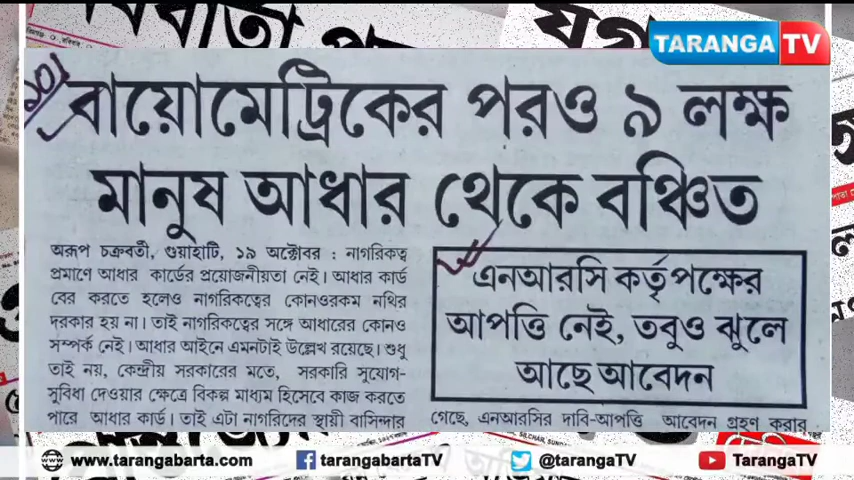 TARANGA TV
বায়োমেট্রিকের পরও ৯ লক্ষ
মানুষ আধার থেকে বঞ্চিত
অরূপ চক্রবর্তী, গুয়াহাটি, ১৯ অক্টোবর : নাগরিকত্ব
প্রমাণে আধার কার্ডের প্রয়োজনীয়তা নেই। আধার কার্ড
বের করতে হলেও নাগরিকত্বের কোনওরকম নথির
দরকার হয় না। তাই নাগরিকত্বের সঙ্গে আধারের কোনও
সম্পর্ক নেই। আধার আইনে এমনটাই উল্লেখ রয়েছে। শুধু
তাই নয়, কেন্দ্রীয় সরকারের মতে, সরকারি সুযোগ-
সুবিধা দেওয়ার ক্ষেত্রে বিকল্প মাধ্যম হিসেবে কাজ করতে
পারে আধার কার্ড। তাই এটা নাগরিদের স্থায়ী বাসিন্দার
এনআরসি কর্তৃপক্ষের
আপত্তি নেই, তবুও ঝুলে
আছে আবেদন
গেছে, এনআরসির দাবি-আপত্তি আবেদন গ্রহণ করার
www.tarangabarta.com
tarangabartaTV
@tarangaTV
TarangaTV